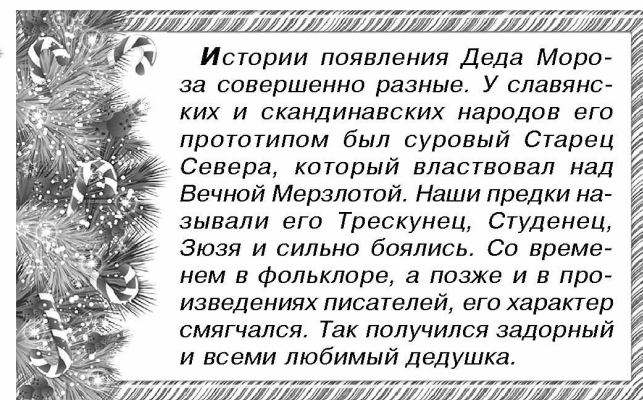 Истории появления Деда Моро-
за совершенно разные. У славянс-
ких и скандинавских народов его
прототипом был суровый Старец
Севера, который властвовал над
Вечной Мерзлотой. Наши предки на-
зывали его Трескунец, Студенец,
Зюзя и сильно боялись. Со време-
нем в фольклоре, а позже и в про-
изведениях писателей, его характер
смягчался. Так получился задорный
и всеми любимый дедушка.